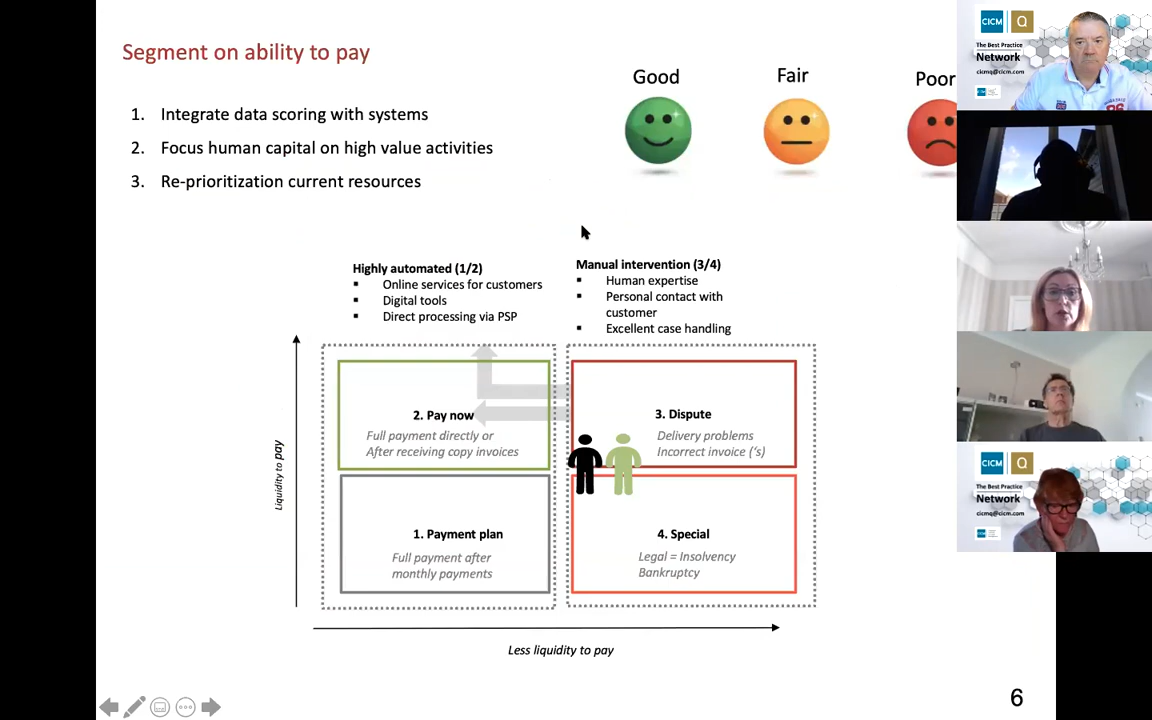 Segment on ability to pay
1. Integrate data scoring with systems
2. Focus human capital on high value activities
3. Re-prioritization current resources
Good
Fair
Poor
Highly automated (1/2)
▪ Online services for customers
▪ Digital tools
▪ Direct processing via PSP
Manual intervention (3/4)
▪ Human expertise
▪ Personal contact with
customer
▪ Excellent case handling
Liquidity to pay
2. Pay now
Full payment directly or
After receiving copy invoices
3. Dispute
Delivery problems
Incorrect invoice ('s)
1. Payment plan
Full payment after
monthly payments
4. Special
Legal = Insolvency
Bankruptcy
Less liquidity to pay
6
CICM Q
The Best Practice
Network
cicmq@cicm.com
CICM Q
The Best Practice
Network
cicmq@cicm.com